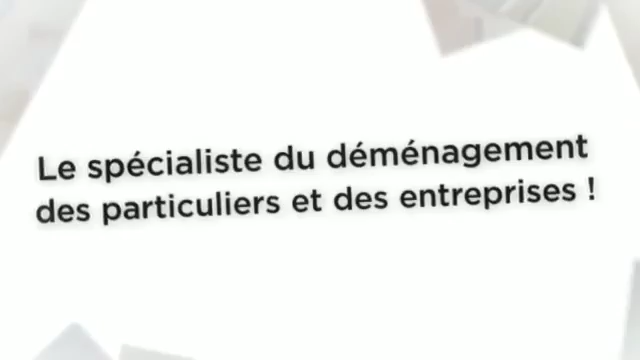 Le spécialiste du déménagement
des particuliers et des entreprises !